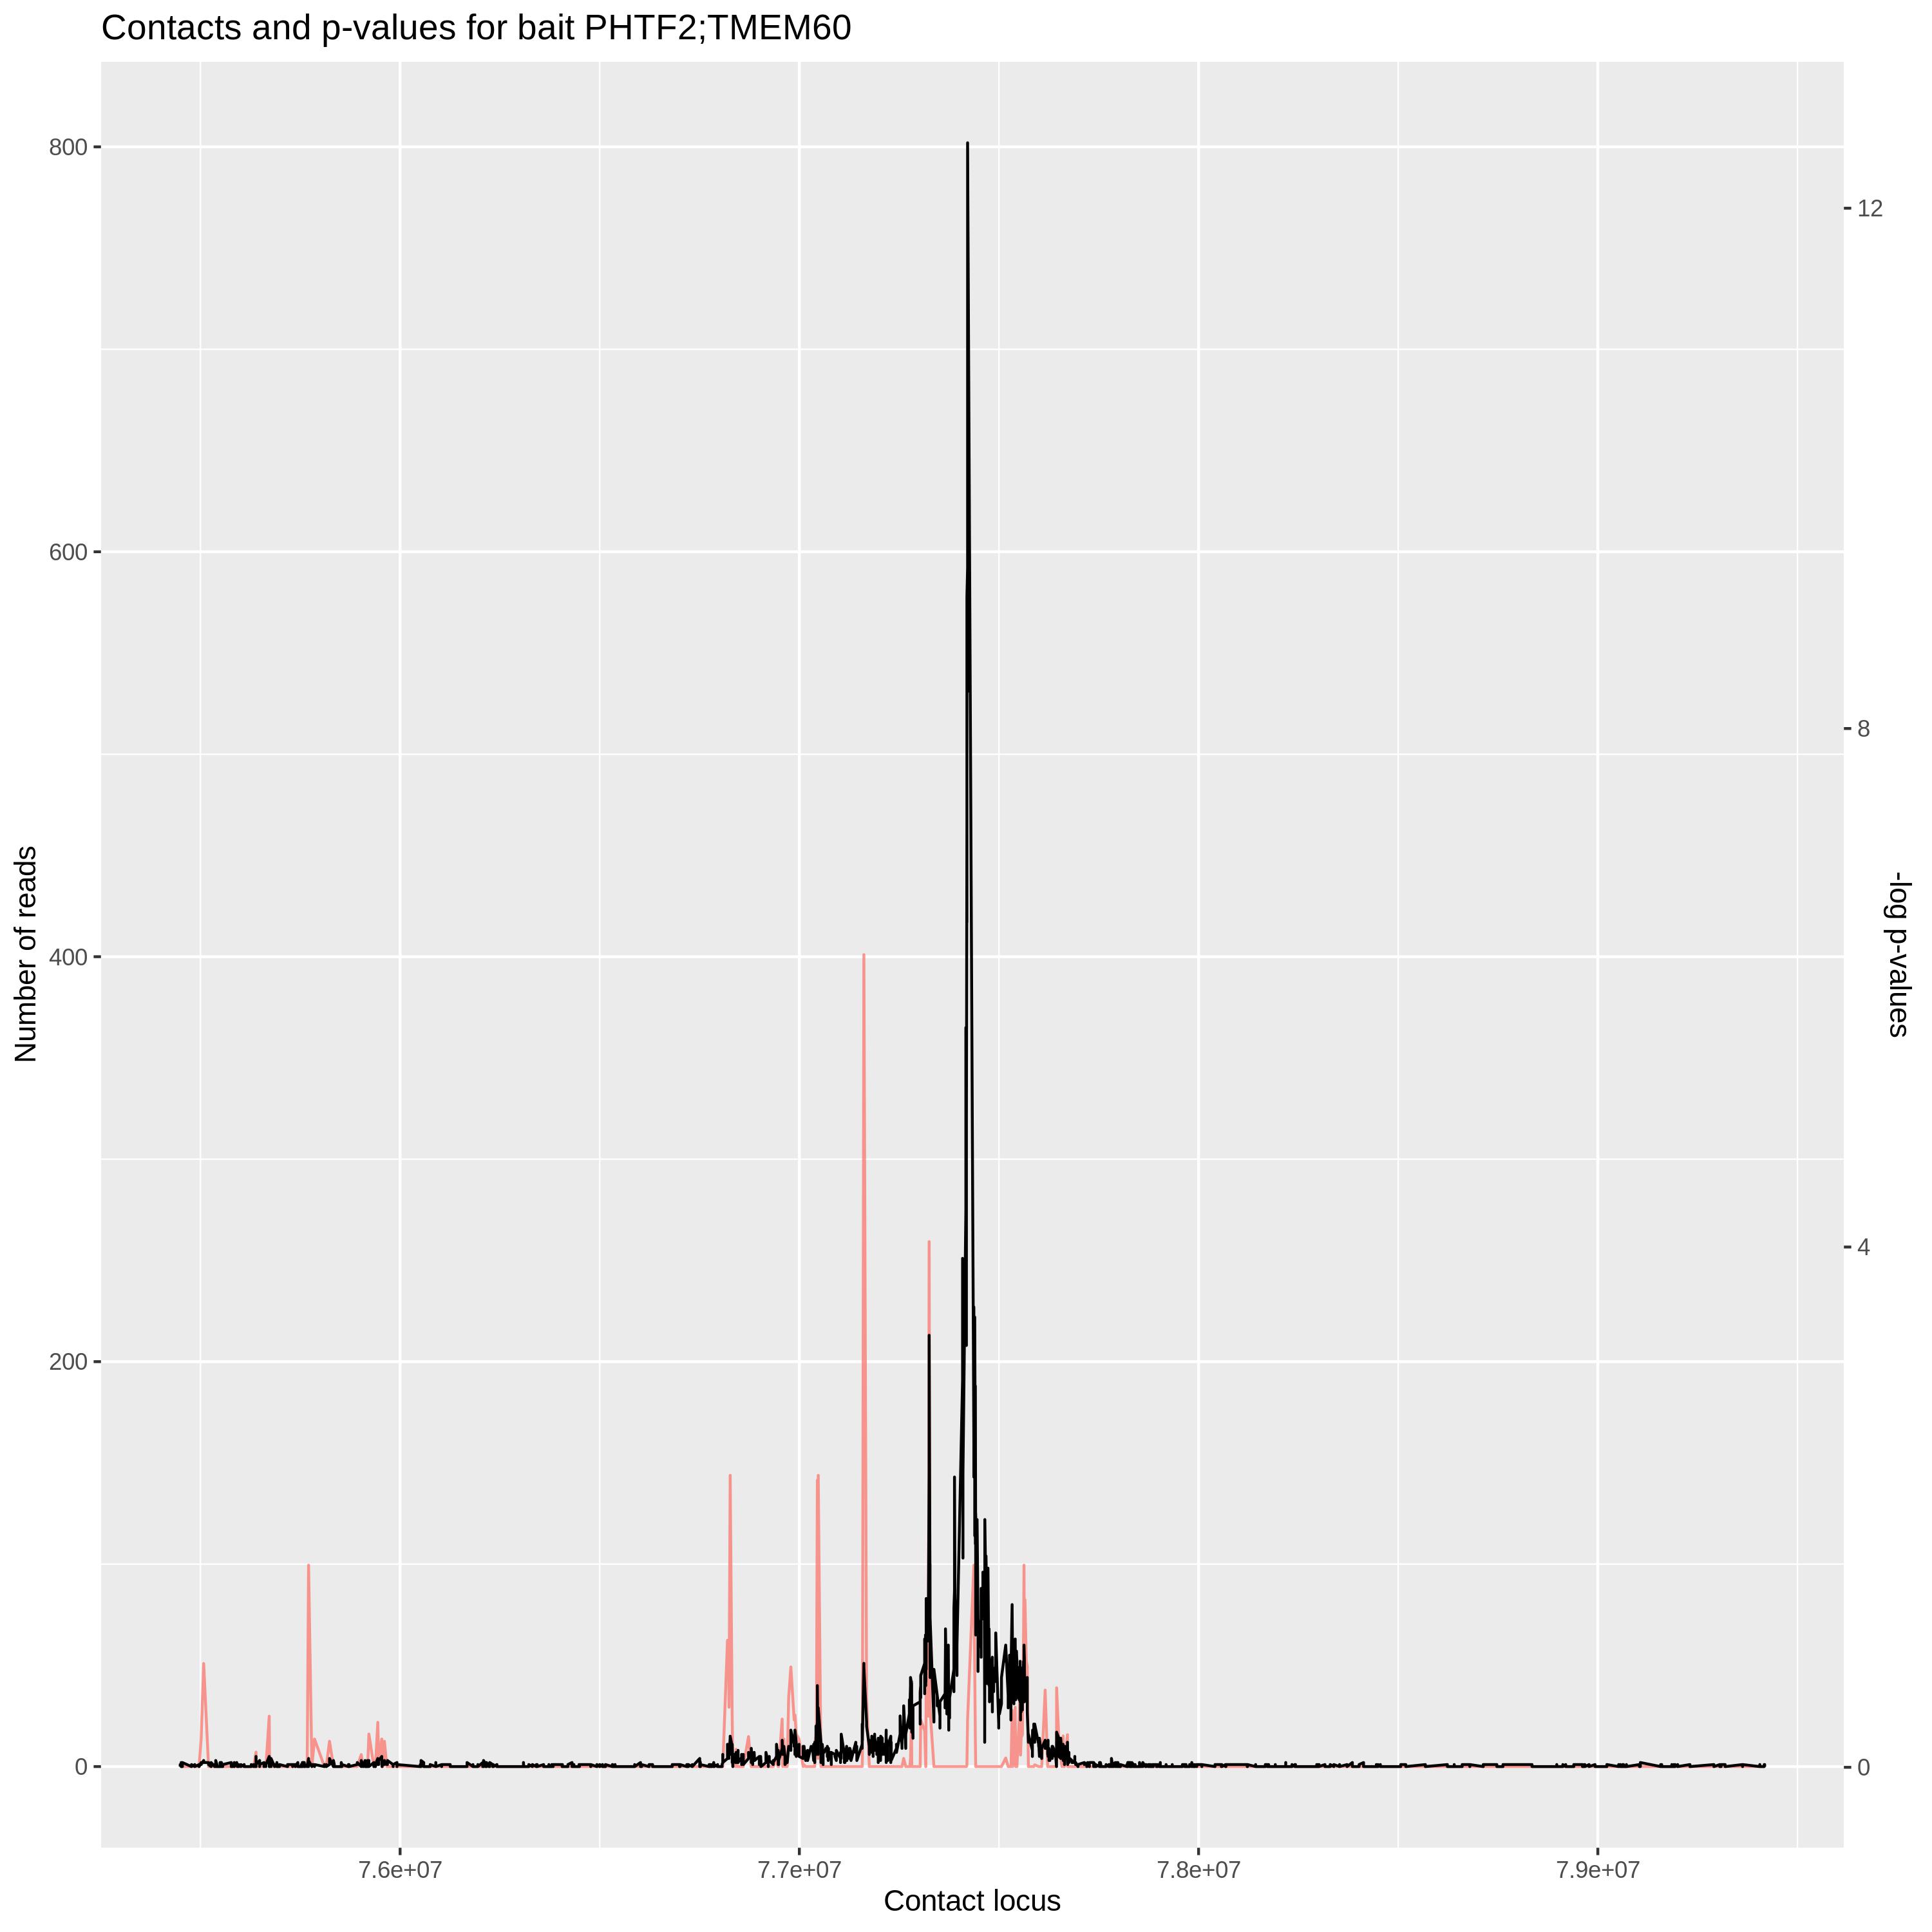 Contacts and p-values for bait PHTF2;TMEM60
800
600
400
200
0
Number of reads
12
8
4
0
-log p-values
7.6e+07
7.7e+07
7.8e+07
7.9e+07
Contact locus